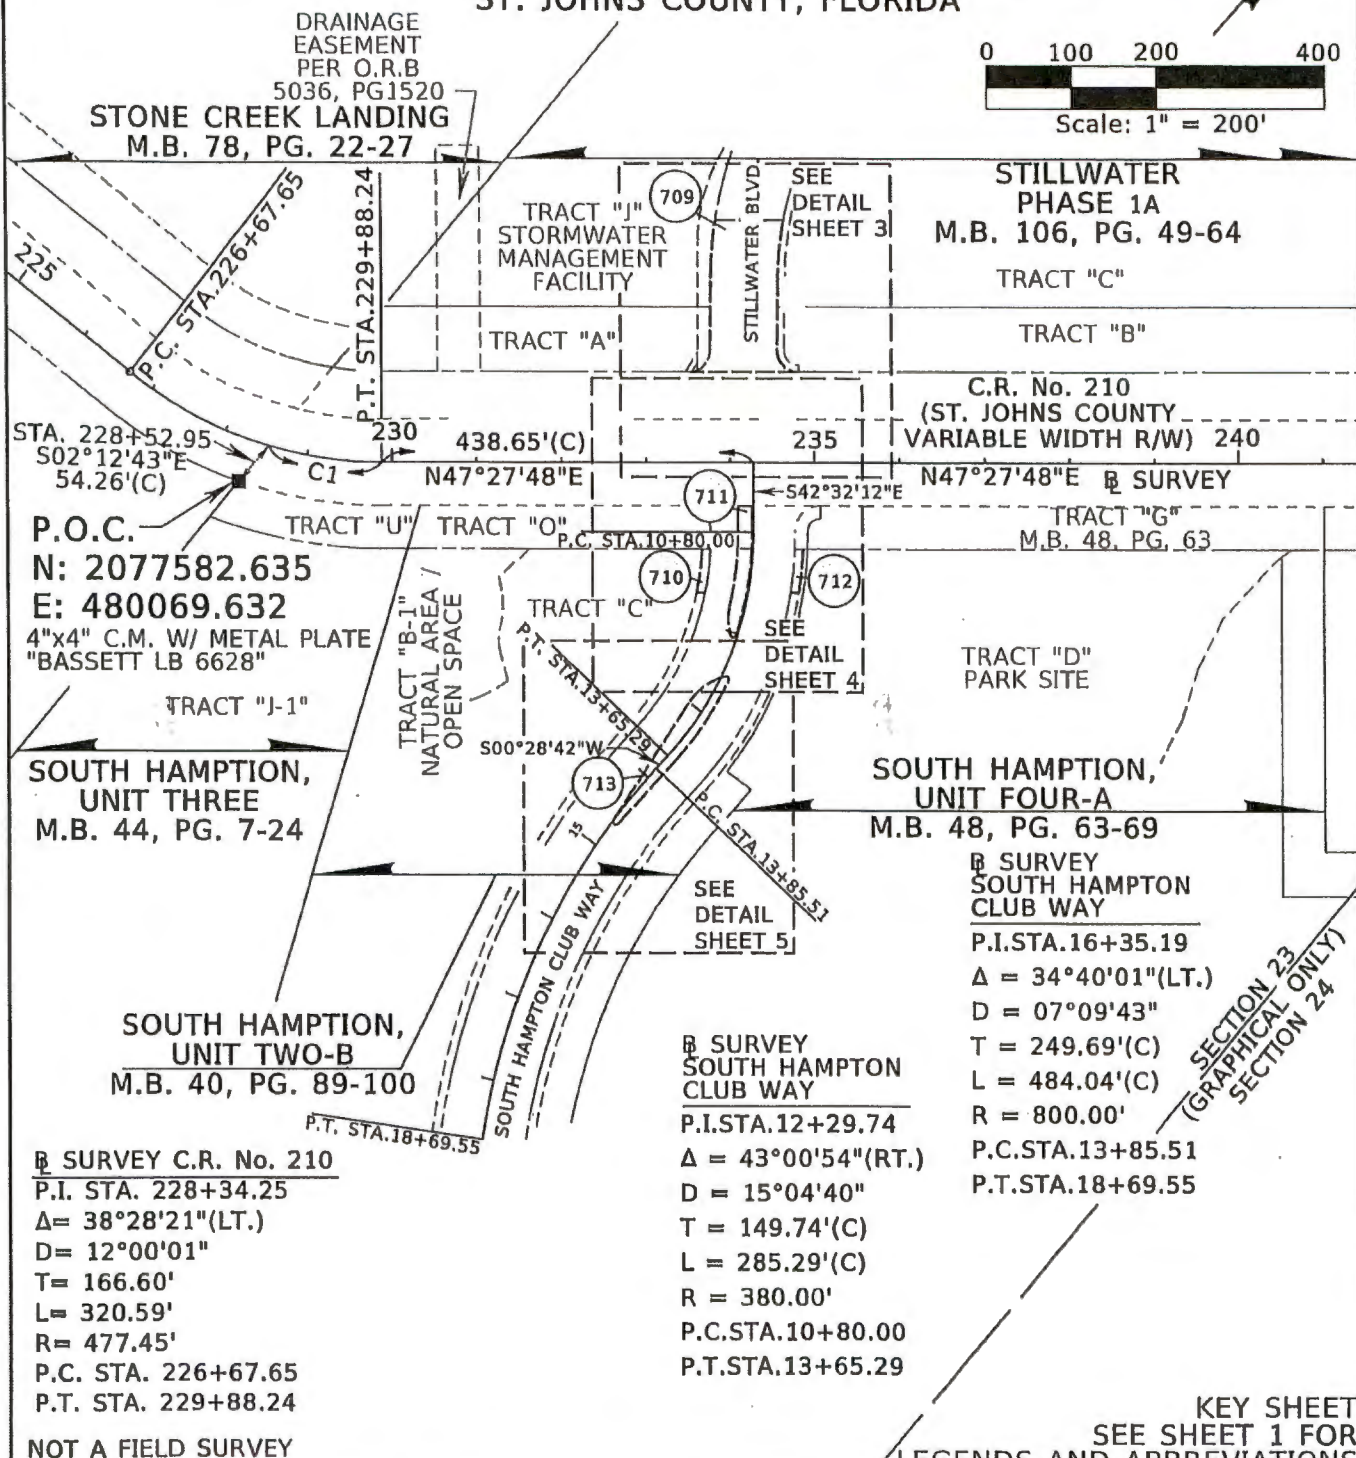 ST. JOHNS COUNTY, FLORIDA
DRAINAGE
EASEMENT
PER O.R.B
5036, PG1520
0 100 200 400
Scale: 1" = 200'
STONE CREEK LANDING
M.B. 78, PG. 22-27
STILLWATER
PHASE 1A
M.B. 106, PG. 49-64
SEE
DETAIL
SHEET 3
709
TRACT "J"
STORMWATER
MANAGEMENT
FACILITY
STILLWATER BLVD
TRACT "C"
TRACT "A"
TRACT "B"
225
P.C. STA.226+67.65
P.T. STA.229+88.24
C.R. No. 210
(ST. JOHNS COUNTY
VARIABLE WIDTH R/W)
230
235
240
438.65'(C)
N47°27'48"E
N47°27'48"E ℄ SURVEY
STA. 228+52.95
S02°12'43"E
54.26'(C)
C1
711
S42°32'12"E
P.O.C.
N: 2077582.635
E: 480069.632
4"x4" C.M. W/ METAL PLATE
"BASSETT LB 6628"
TRACT "U"
TRACT "O"
P.C. STA.10+80.00
TRACT "G"
M.B. 48, PG. 63
710
712
TRACT "C"
TRACT "B-1"
NATURAL AREA /
OPEN SPACE
SEE
DETAIL
SHEET 4
TRACT "D"
PARK SITE
TRACT "J-1"
P.T. STA.13+65.29
S00°28'42"W
713
P.C. STA.13+85.51
15
SOUTH HAMPTION,
UNIT THREE
M.B. 44, PG. 7-24
SOUTH HAMPTION,
UNIT FOUR-A
M.B. 48, PG. 63-69
SEE
DETAIL
SHEET 5
SOUTH HAMPTON CLUB WAY
SOUTH HAMPTION,
UNIT TWO-B
M.B. 40, PG. 89-100
P.T. STA.18+69.55
℄ SURVEY
SOUTH HAMPTON
CLUB WAY
P.I.STA.16+35.19
Δ = 34°40'01"(LT.)
D = 07°09'43"
T = 249.69'(C)
L = 484.04'(C)
R = 800.00'
P.C.STA.13+85.51
P.T.STA.18+69.55
SECTION 23
(GRAPHICAL ONLY)
SECTION 24
℄ SURVEY
SOUTH HAMPTON
CLUB WAY
P.I.STA.12+29.74
Δ = 43°00'54"(RT.)
D = 15°04'40"
T = 149.74'(C)
L = 285.29'(C)
R = 380.00'
P.C.STA.10+80.00
P.T.STA.13+65.29
℄ SURVEY C.R. No. 210
P.I. STA. 228+34.25
Δ= 38°28'21"(LT.)
D= 12°00'01"
T= 166.60'
L= 320.59'
R= 477.45'
P.C. STA. 226+67.65
P.T. STA. 229+88.24
NOT A FIELD SURVEY
KEY SHEET
SEE SHEET 1 FOR
LEGENDS AND ABBREVIATIONS